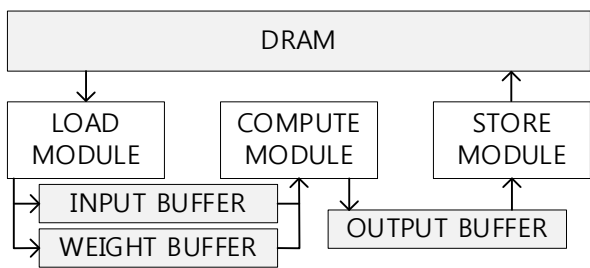 DRAM
LOAD
MODULE
COMPUTE
MODULE
STORE
MODULE
INPUT BUFFER
WEIGHT BUFFER
OUTPUT BUFFER